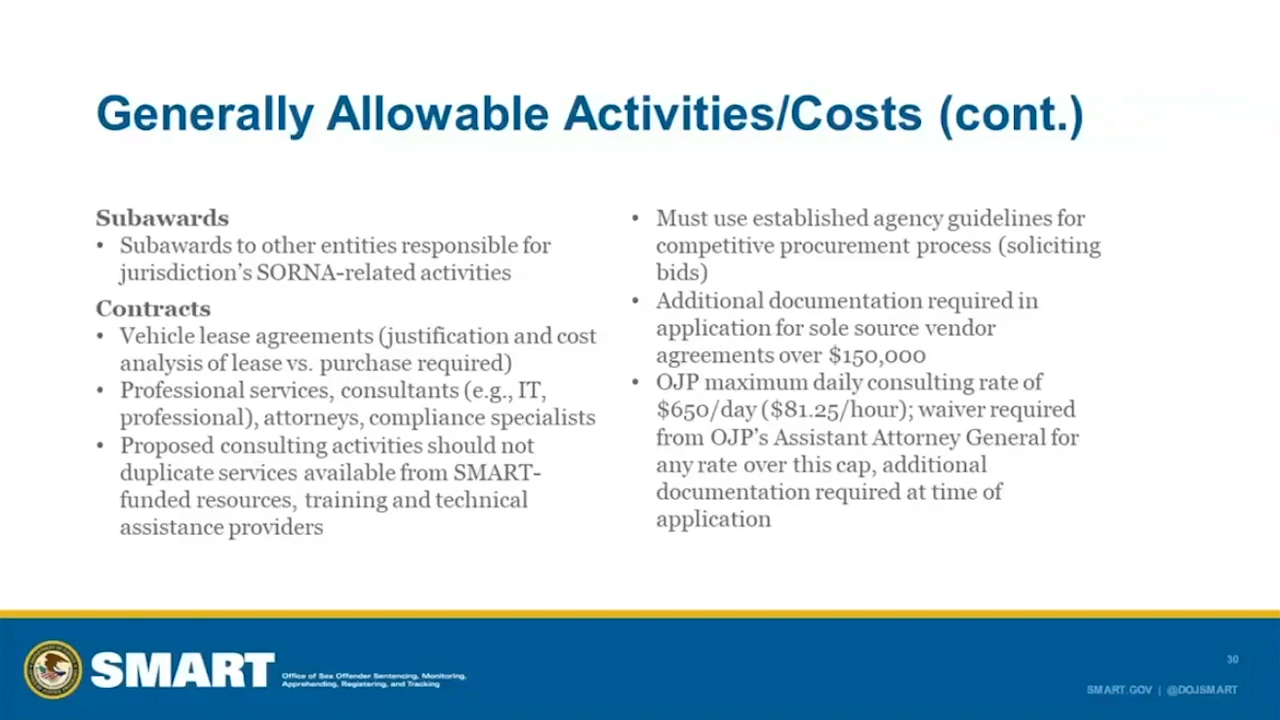 Generally Allowable Activities/Costs (cont.)
Subawards
• Subawards to other entities responsible for
jurisdiction’s SORNA-related activities
Contracts
• Vehicle lease agreements (justification and cost
analysis of lease vs. purchase required)
• Professional services, consultants (e.g., IT,
professional), attorneys, compliance specialists
• Proposed consulting activities should not
duplicate services available from SMART-
funded resources, training and technical
assistance providers
• Must use established agency guidelines for
competitive procurement process (soliciting
bids)
• Additional documentation required in
application for sole source vendor
agreements over $150,000
• OJP maximum daily consulting rate of
$650/day ($81.25/hour); waiver required
from OJP’s Assistant Attorney General for
any rate over this cap, additional
documentation required at time of
application
SMART
Office of Sex Offender Sentencing, Monitoring,
Apprehending, Registering, and Tracking
30
SMART.GOV | @DOJSMART